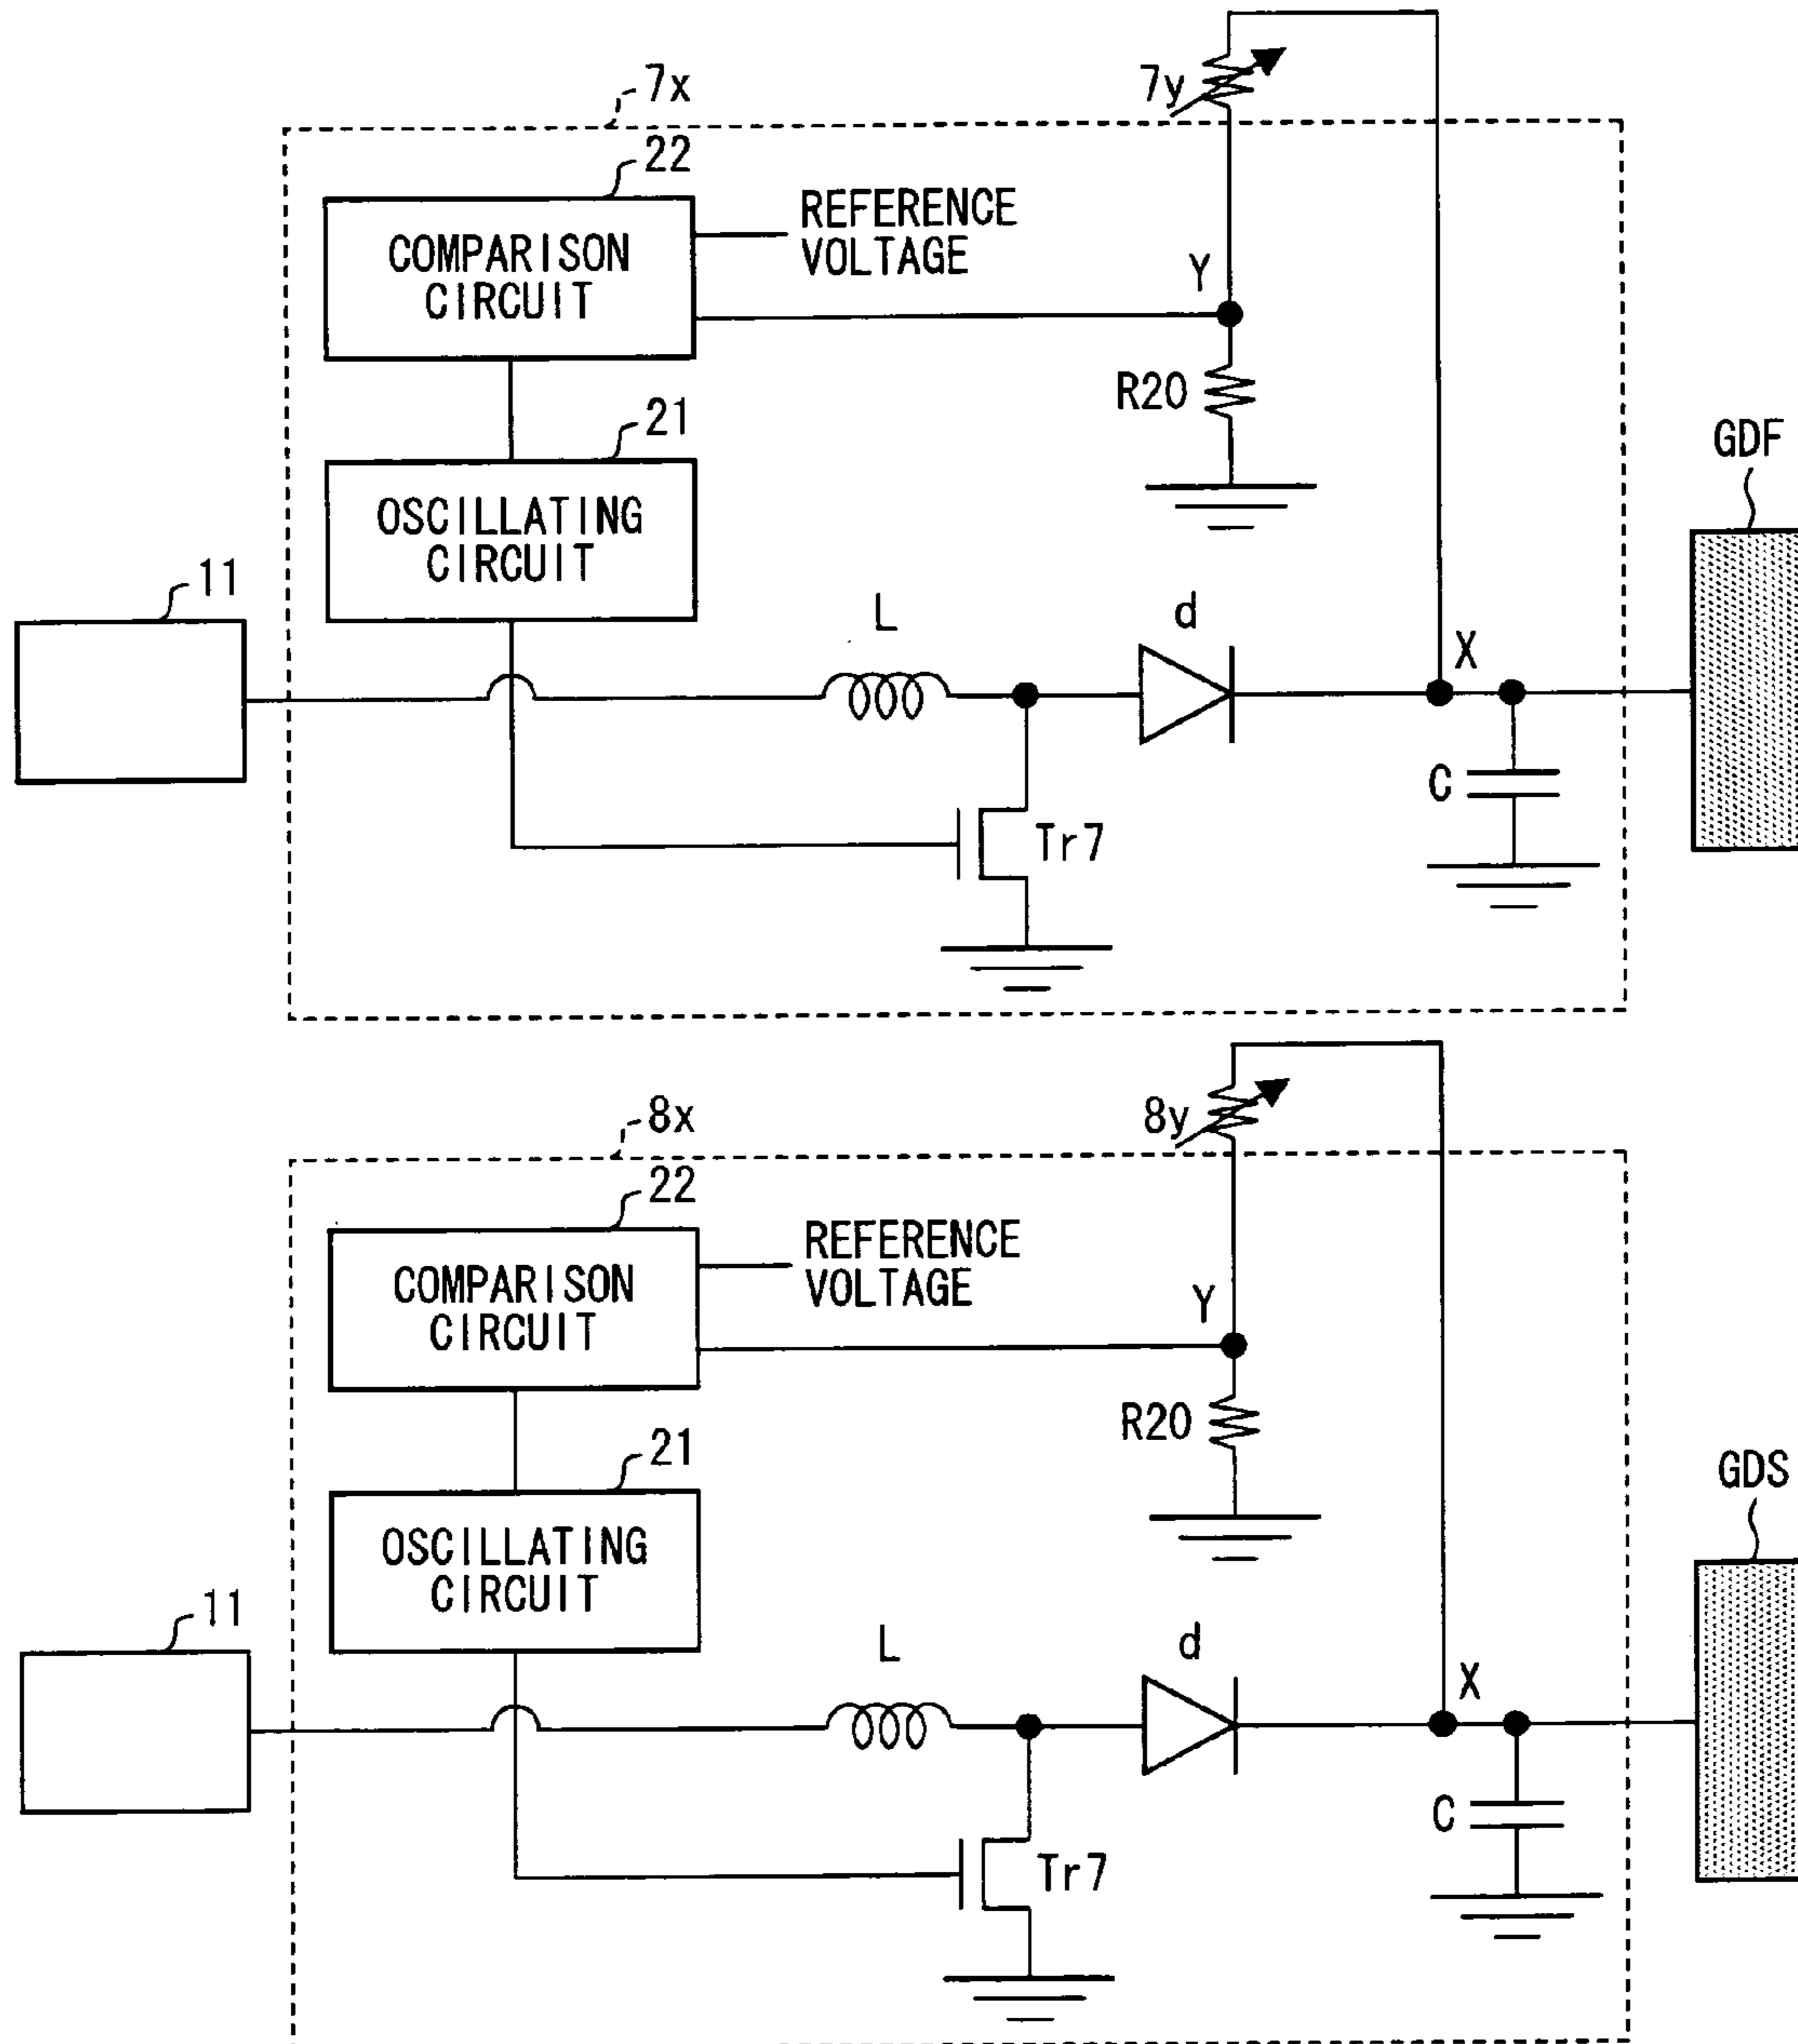 7x
7y
22
REFERENCE
VOLTAGE
COMPARISON
CIRCUIT
Y
R20
21
GDF
OSCILLATING
CIRCUIT
11
L
d
X
C
Tr7
8x
8y
22
REFERENCE
VOLTAGE
COMPARISON
CIRCUIT
Y
R20
21
GDS
OSCILLATING
CIRCUIT
11
L
d
X
C
Tr7